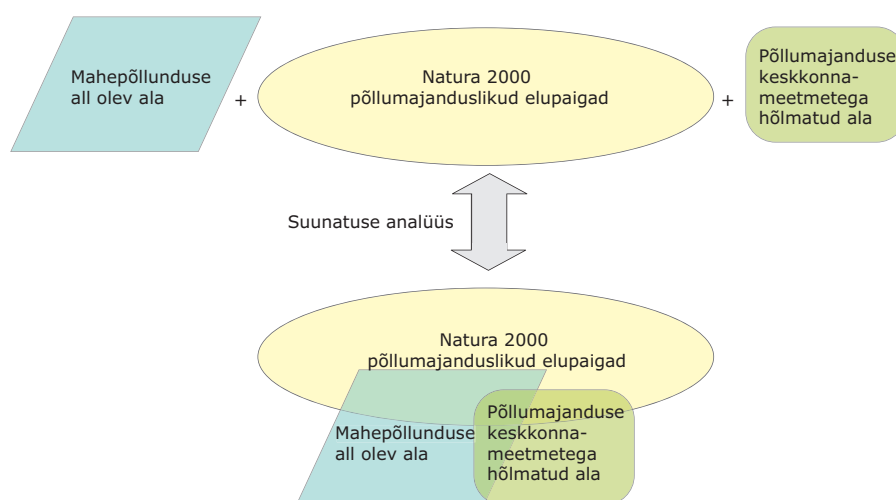 Mahepõllunduse
all olev ala
+
Natura 2000
põllumajanduslikud elupaigad
+
Põllumajanduse
keskkonna-
meetmetega
hõlmatud ala
Suunatuse analüüs
Natura 2000
põllumajanduslikud elupaigad
Mahepõllunduse
all olev ala
Põllumajanduse
keskkonna-
meetmetega
hõlmatud ala